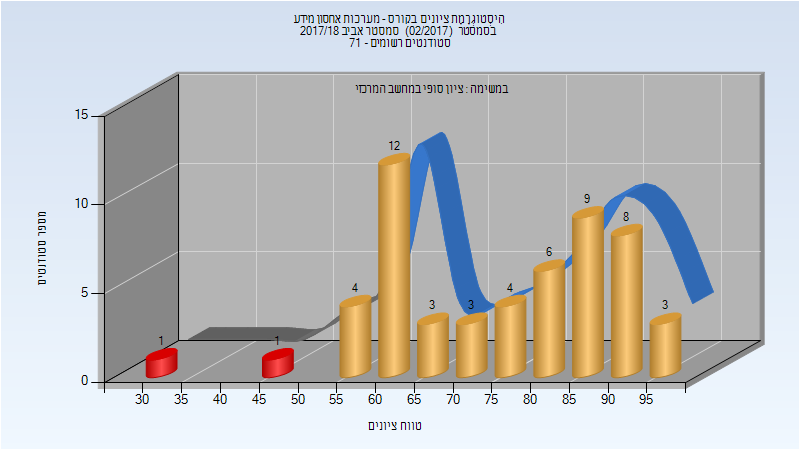 היסטוגרמת ציונים בקורס - מערכות אחסון מידע
בסמסטר (02/2017) סמסטר אביב 2017/18
סטודנטים רשומים - 71
במשימה : ציון סופי במחשב המרכזי
15
10
5
0
מספר סטודנטים
1
1
4
12
3
3
4
6
9
8
3
30 35 40 45 50 55 60 65 70 75 80 85 90 95
טווח ציונים